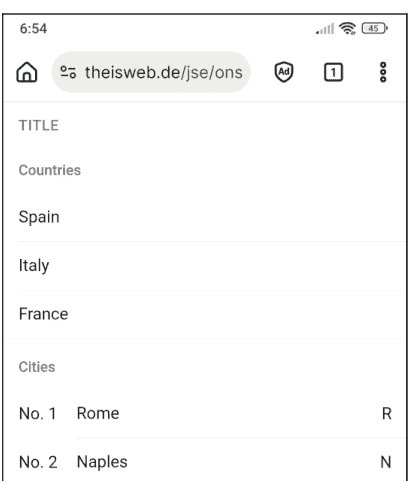 6:54
45
theisweb.de/jse/ons Ad 1
TITLE
Countries
Spain
Italy
France
Cities
No. 1 Rome R
No. 2 Naples N